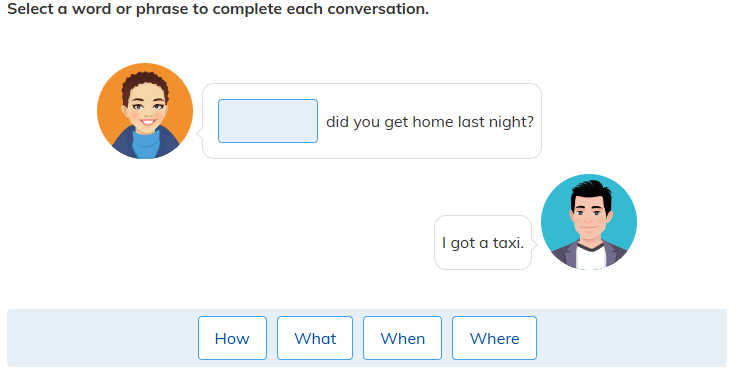 Select a word or phrase to complete each conversation.
did you get home last night?
I got a taxi.
How What When Where